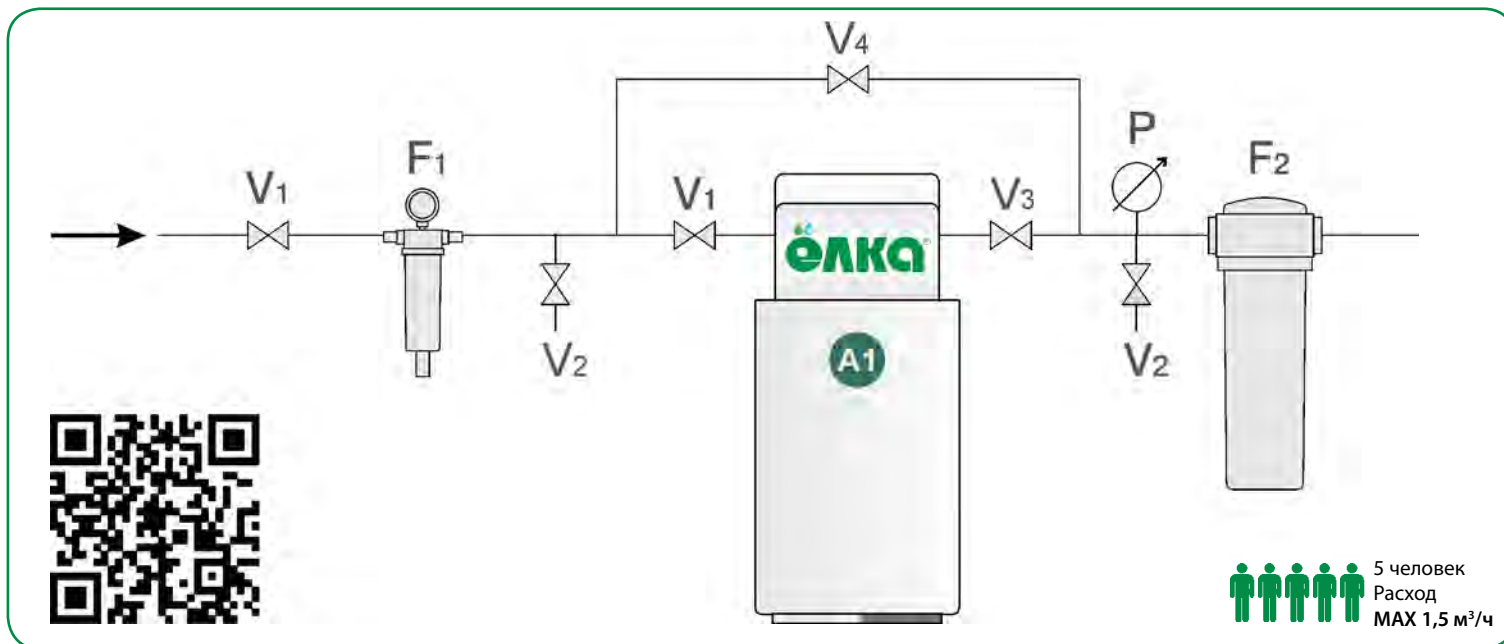 V4
P
F1
F2
V1
V1
V3
ёлка®
V2
A1
V2
5 человек
Расход
MAX 1,5 м³/ч